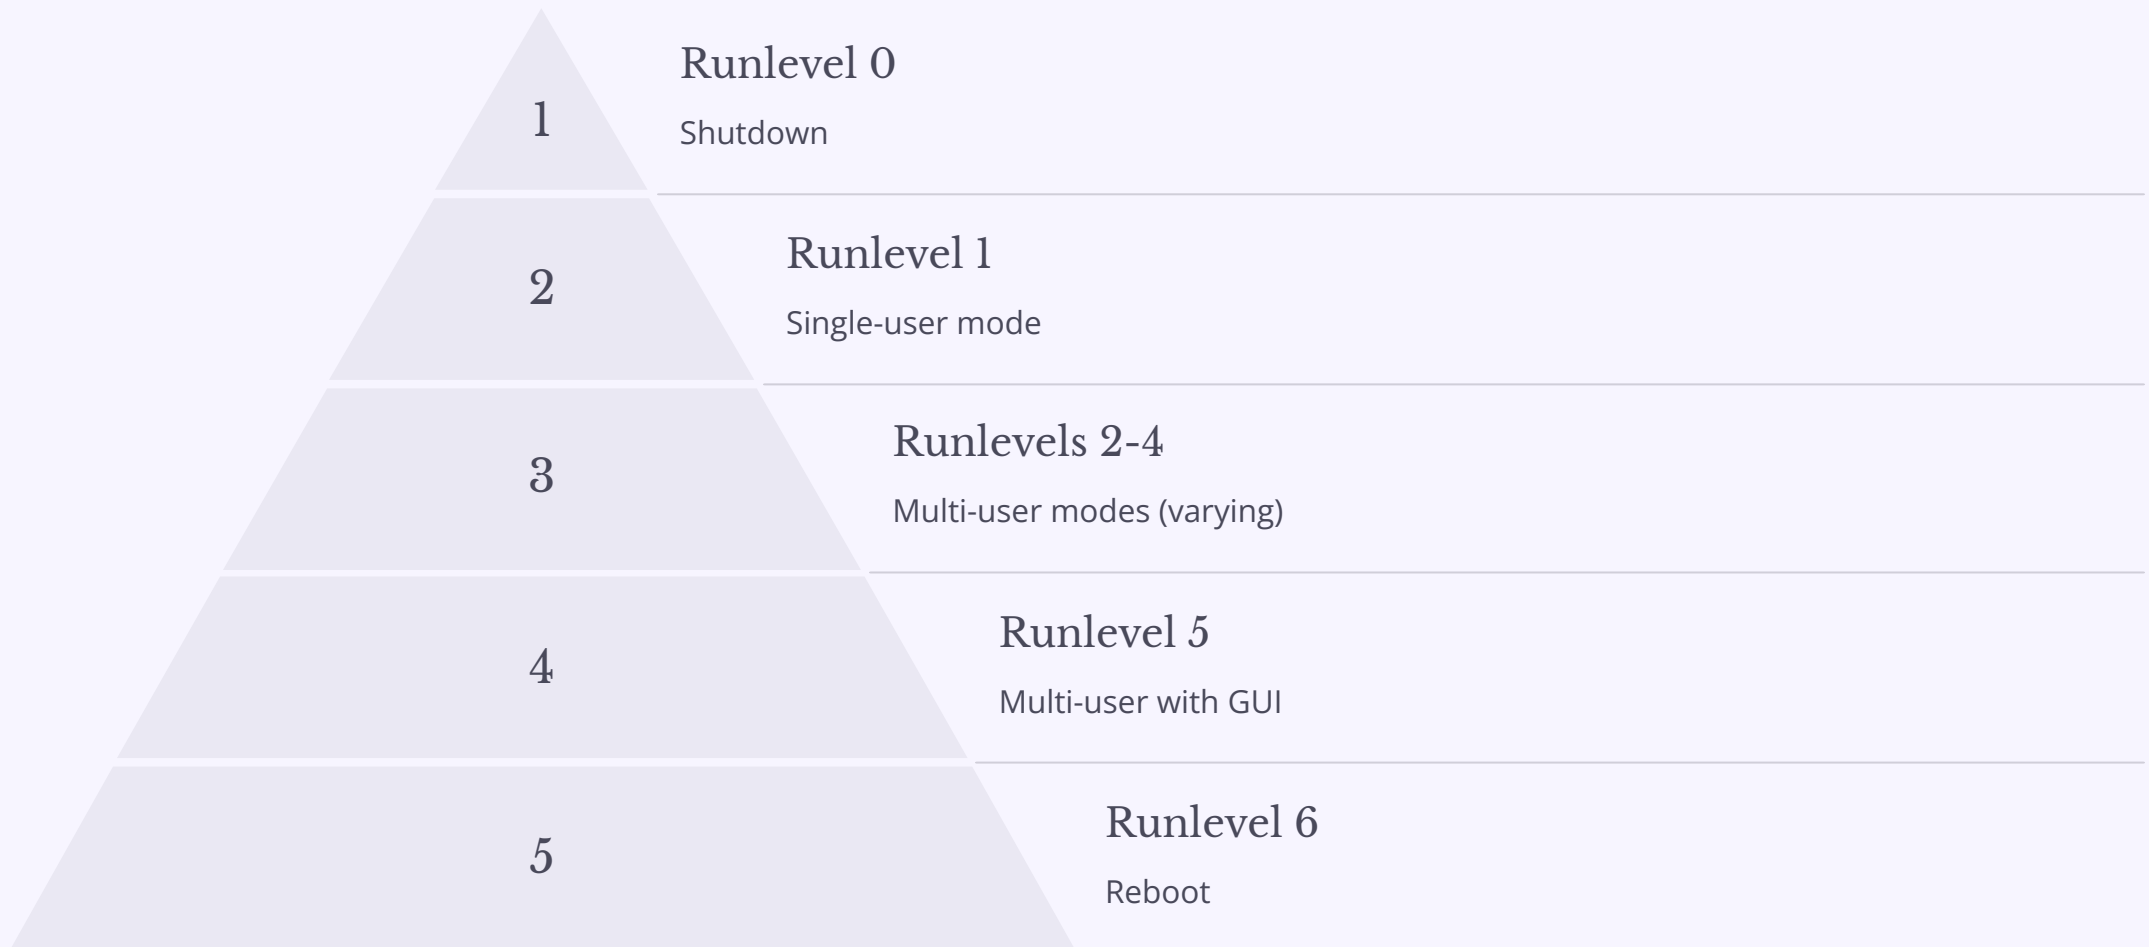 1
Runlevel 0
Shutdown
2
Runlevel 1
Single-user mode
3
Runlevels 2-4
Multi-user modes (varying)
4
Runlevel 5
Multi-user with GUI
5
Runlevel 6
Reboot